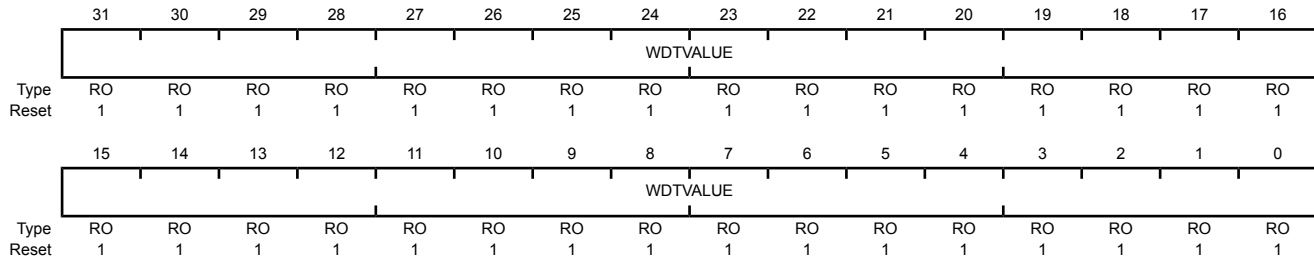 31 30 29 28 27 26 25 24 23 22 21 20 19 18 17 16
WDTVALUE
Type RO RO RO RO RO RO RO RO RO RO RO RO RO RO RO RO
Reset 1 1 1 1 1 1 1 1 1 1 1 1 1 1 1 1
15 14 13 12 11 10 9 8 7 6 5 4 3 2 1 0
WDTVALUE
Type RO RO RO RO RO RO RO RO RO RO RO RO RO RO RO RO
Reset 1 1 1 1 1 1 1 1 1 1 1 1 1 1 1 1